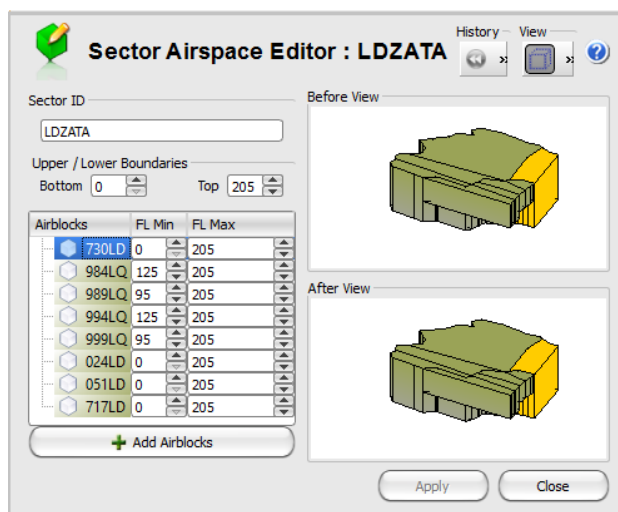 History
View
Sector Airspace Editor : LDZATA
»
»
?
Sector ID
LDZATA
Upper / Lower Boundaries
Bottom 0
Top 205
Airblocks FL Min FL Max
730LD 0 205
984LQ 125 205
989LQ 95 205
994LQ 125 205
999LQ 95 205
024LD 0 205
051LD 0 205
717LD 0 205
Add Airblocks
Before View
After View
Apply
Close